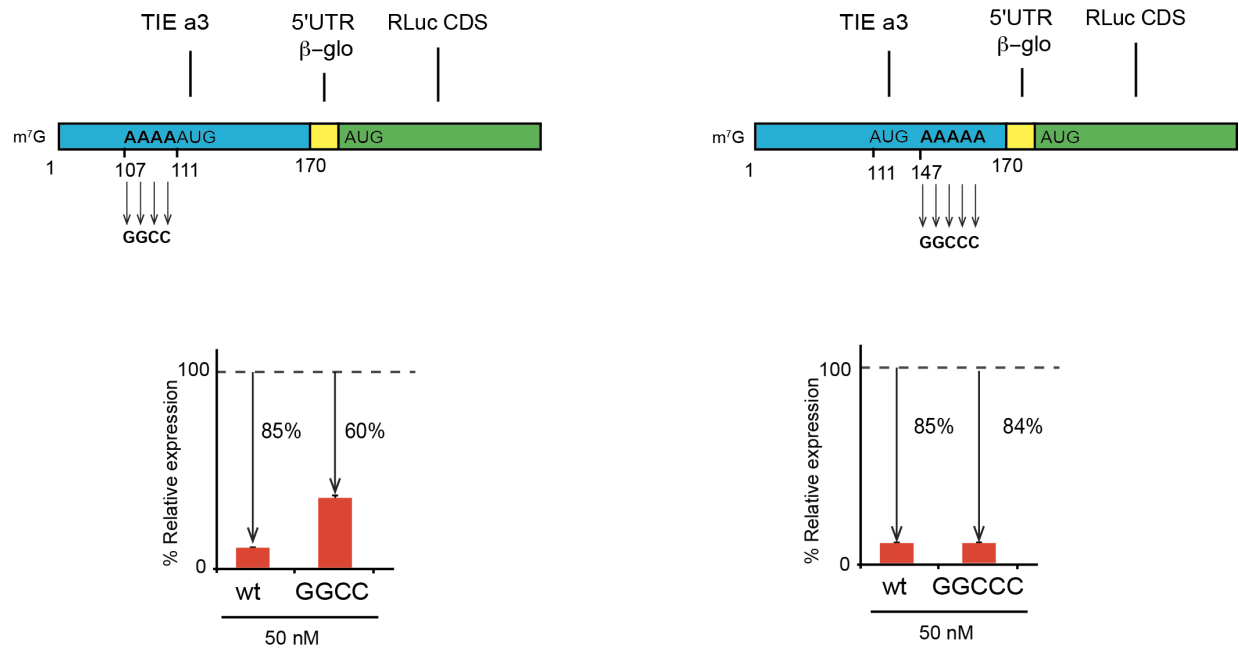 TIE a3
5'UTR
β–glo
RLuc CDS
m⁷G
AAAAAUG
AUG
1
107
111
170
GGCC
% Relative expression
100
85%
60%
0
wt
GGCC
50 nM
TIE a3
5'UTR
β–glo
RLuc CDS
m⁷G
AUG
AAAAA
AUG
1
111
147
170
GGCCC
% Relative expression
100
85%
84%
0
wt
GGCCC
50 nM